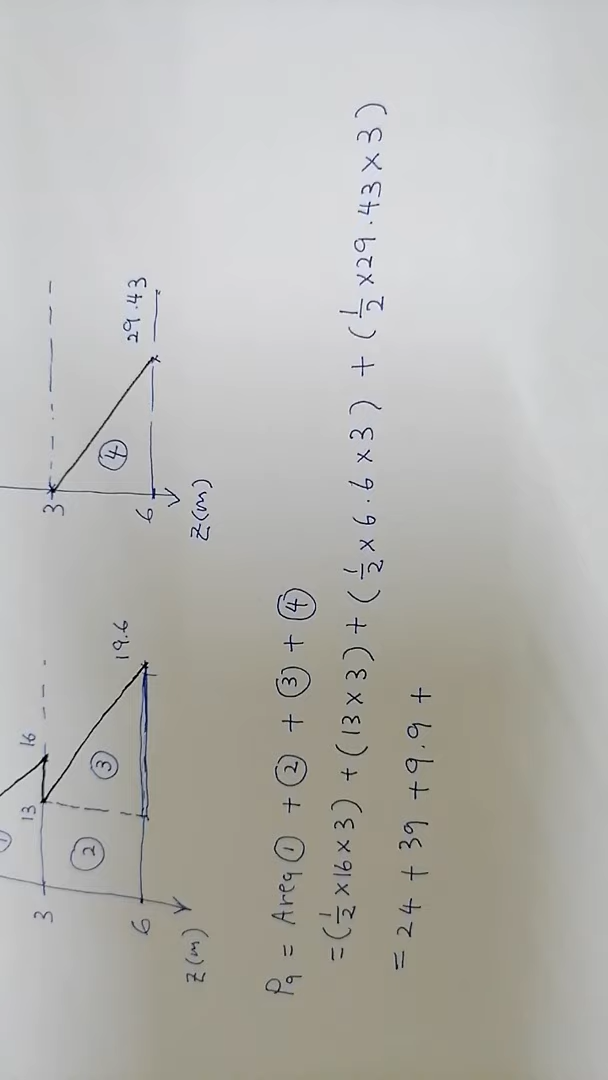 3
13
16
①
②
③
6
19.6
Z(m)
3
④
6
29.43
Z(m)
Pa = Area ① + ② + ③ + ④
= (1/2 × 16 × 3) + (13 × 3) + (1/2 × 6.6 × 3) + (1/2 × 29.43 × 3)
= 24 + 39 + 9.9 +